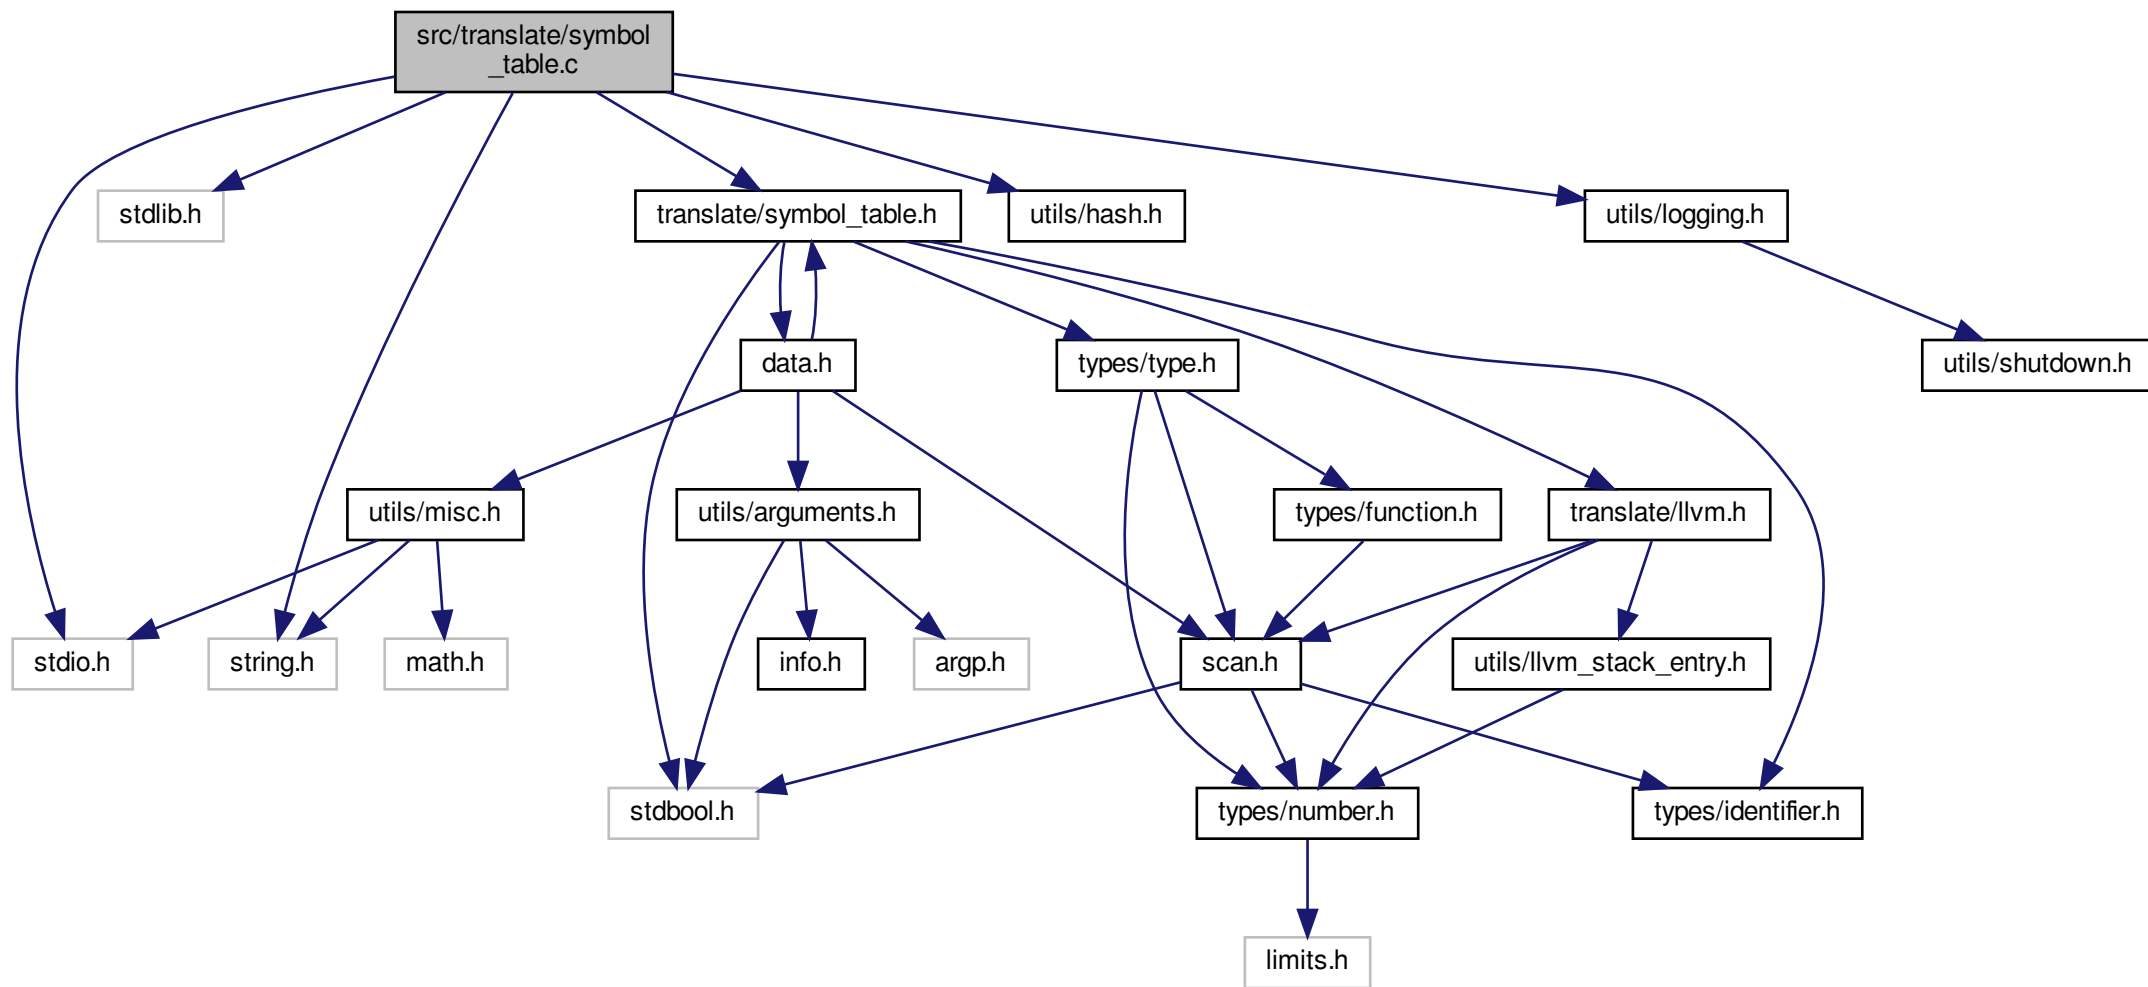 src/translate/symbol
_table.c
stdlib.h
translate/symbol_table.h
utils/hash.h
utils/logging.h
data.h
types/type.h
utils/shutdown.h
utils/misc.h
utils/arguments.h
types/function.h
translate/llvm.h
stdio.h
string.h
math.h
info.h
argp.h
scan.h
utils/llvm_stack_entry.h
stdbool.h
types/number.h
types/identifier.h
limits.h